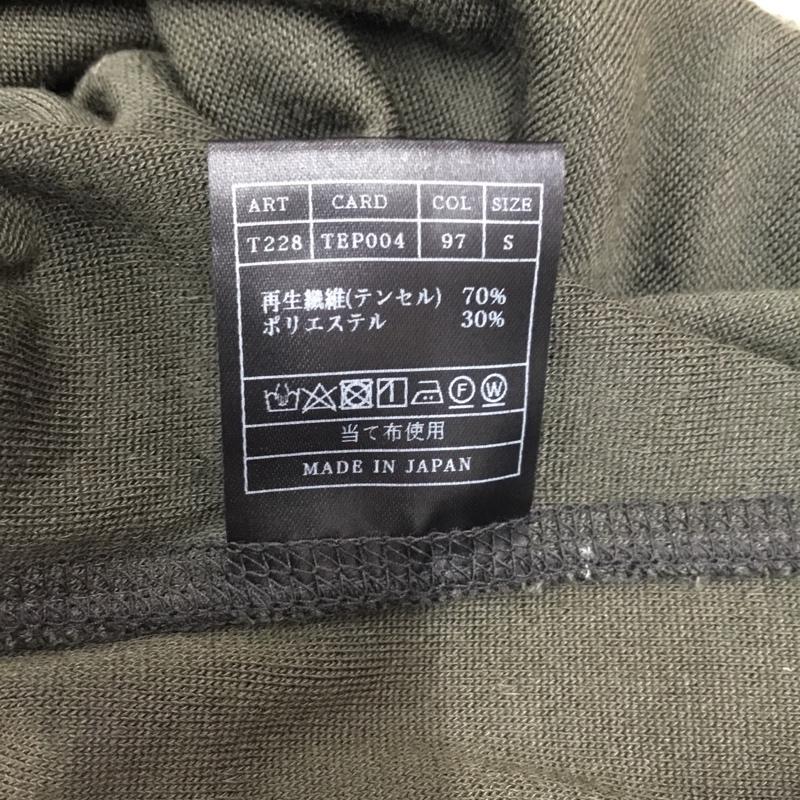 ART CARD COL SIZE
T228 TEP004 97 S
再生繊維(テンセル) 70%
ポリエステル 30%
F W
当て布使用
MADE IN JAPAN